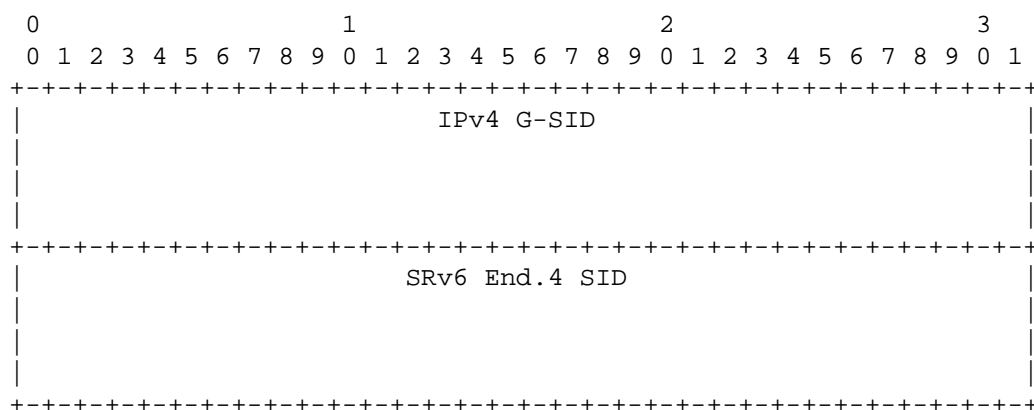 0                   1                   2                   3
 0 1 2 3 4 5 6 7 8 9 0 1 2 3 4 5 6 7 8 9 0 1 2 3 4 5 6 7 8 9 0 1
+-+-+-+-+-+-+-+-+-+-+-+-+-+-+-+-+-+-+-+-+-+-+-+-+-+-+-+-+-+-+-+-+
|                          IPv4 G-SID                           |
|                                                               |
|                                                               |
|                                                               |
+-+-+-+-+-+-+-+-+-+-+-+-+-+-+-+-+-+-+-+-+-+-+-+-+-+-+-+-+-+-+-+-+
|                        SRv6 End.4 SID                         |
|                                                               |
|                                                               |
|                                                               |
+-+-+-+-+-+-+-+-+-+-+-+-+-+-+-+-+-+-+-+-+-+-+-+-+-+-+-+-+-+-+-+-+